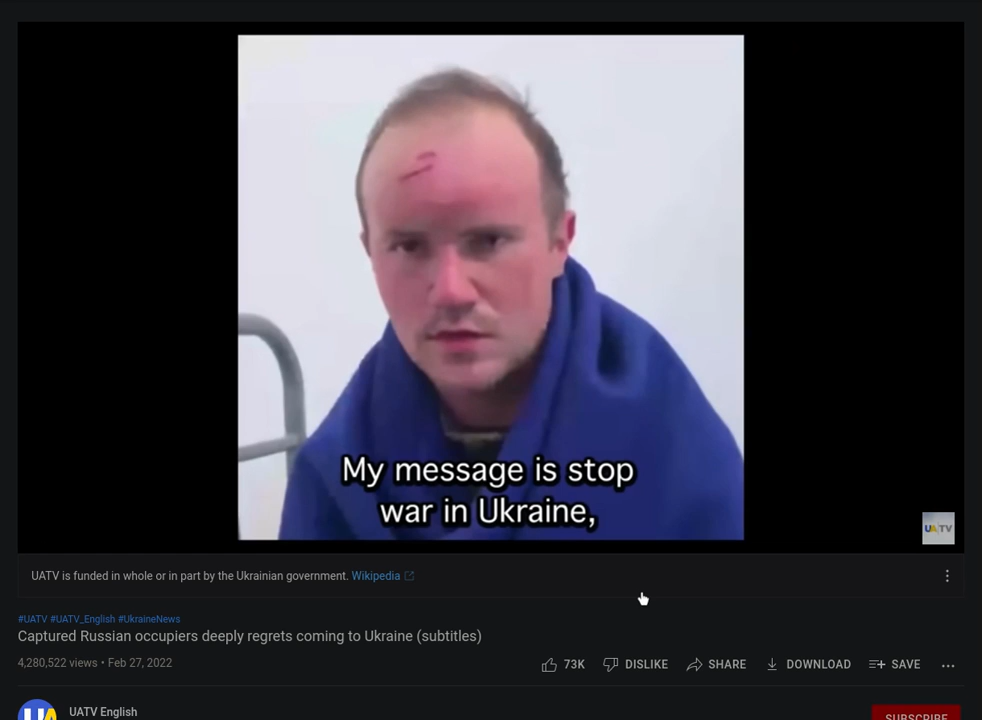 My message is stop
war in Ukraine,
UATV
UATV is funded in whole or in part by the Ukrainian government. Wikipedia
#UATV #UATV_English #UkraineNews
Captured Russian occupiers deeply regrets coming to Ukraine (subtitles)
4,280,522 views • Feb 27, 2022
73K DISLIKE SHARE DOWNLOAD SAVE
UA
UATV English
SUBSCRIBE